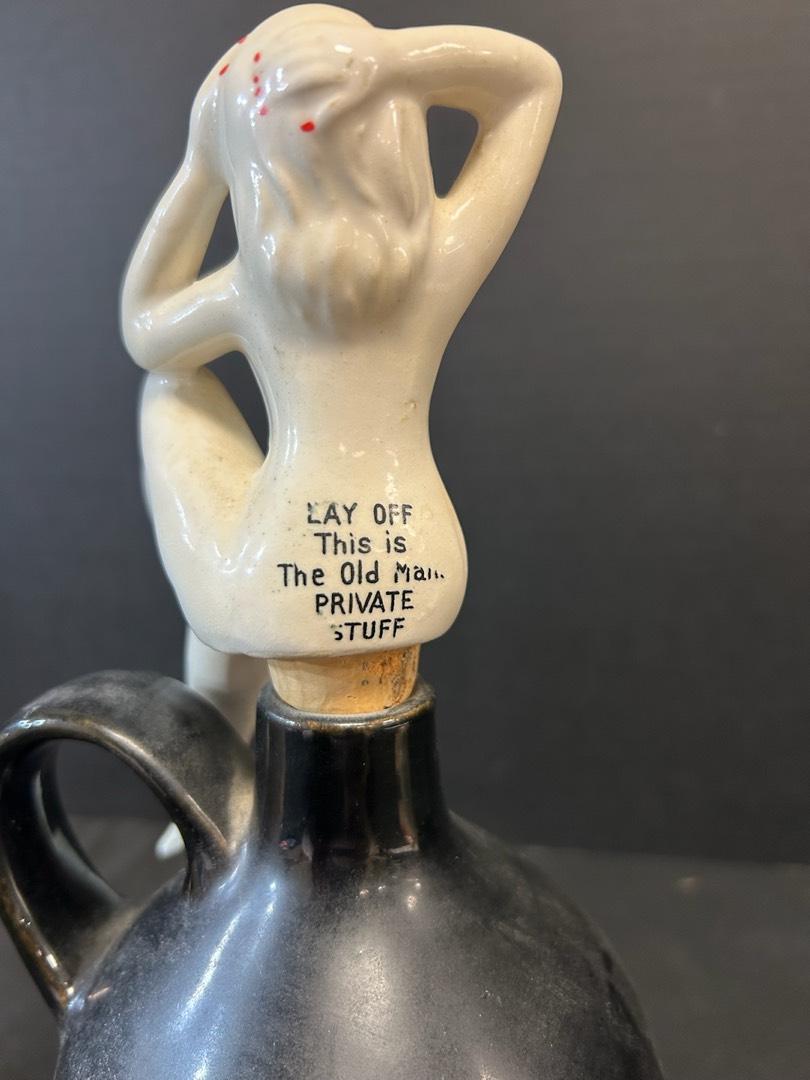 LAY OFF
This is
The Old Man
PRIVATE
STUFF